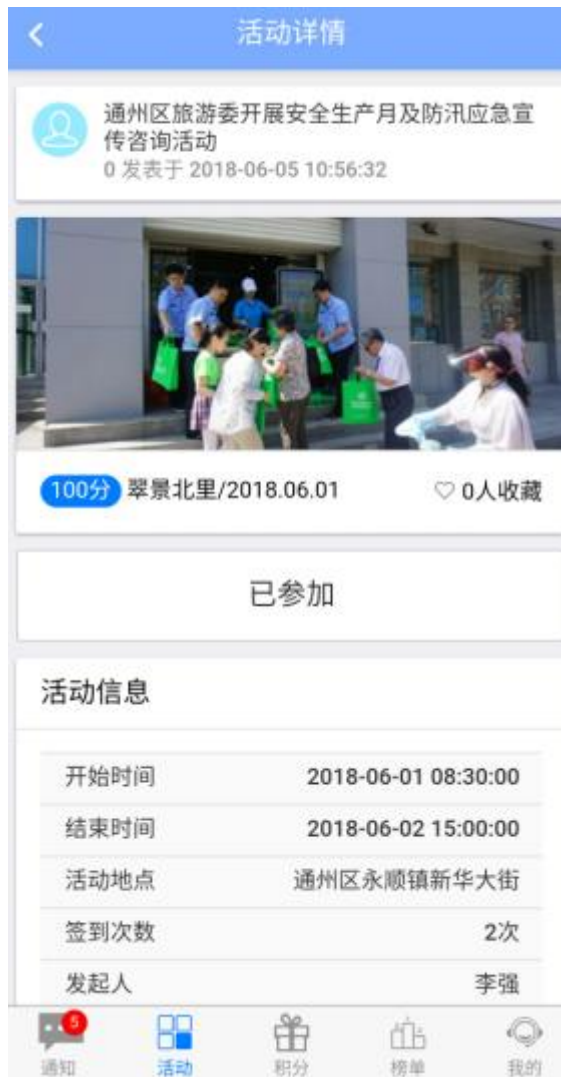 活动详情
通州区旅游委开展安全生产月及防汛应急宣
传咨询活动
0 发表于 2018-06-05 10:56:32
100分 翠景北里/2018.06.01 0人收藏
已参加
活动信息
开始时间 2018-06-01 08:30:00
结束时间 2018-06-02 15:00:00
活动地点 通州区永顺镇新华大街
签到次数 2次
发起人 李强
5
通知 活动 积分 榜单 我的